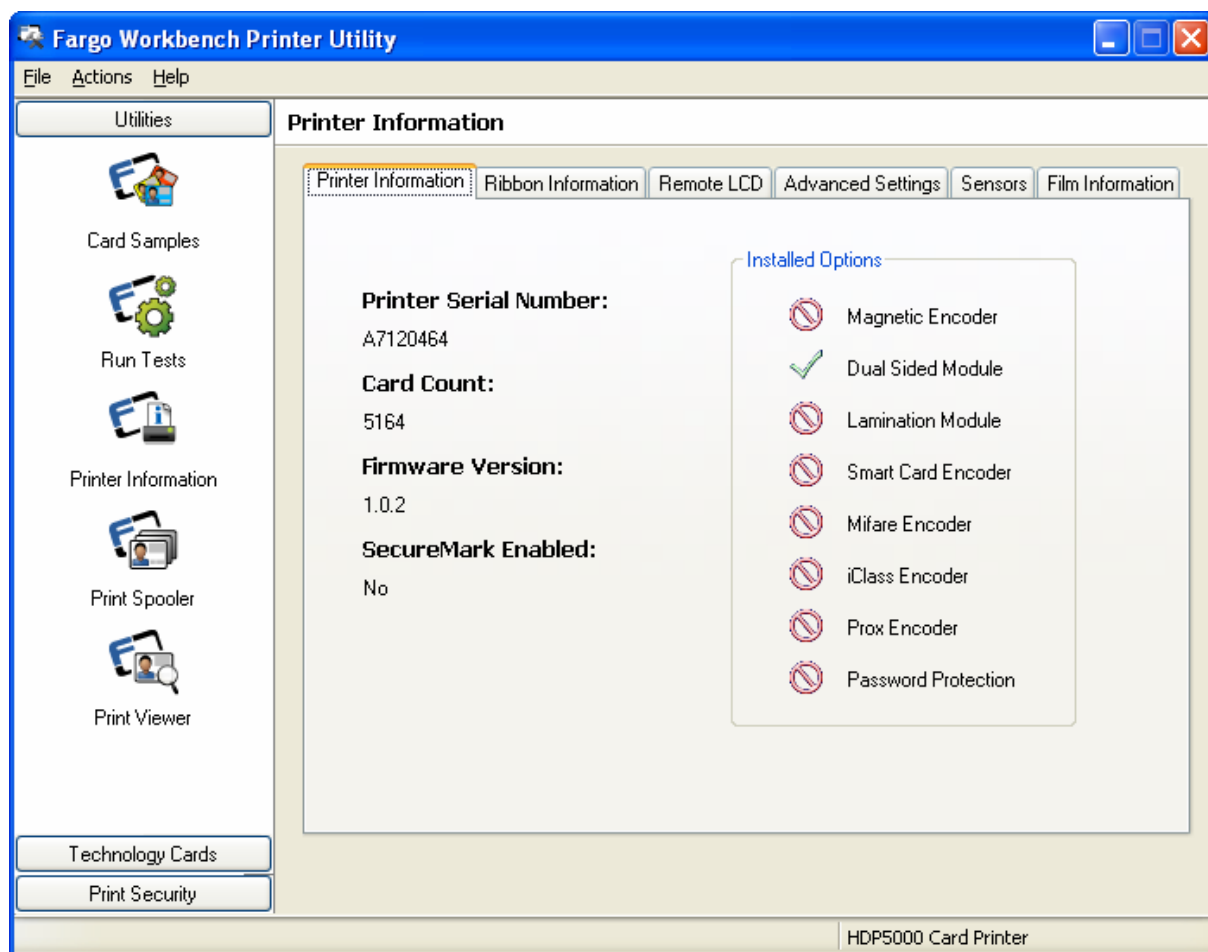 Fargo Workbench Printer Utility
File Actions Help
Utilities
Card Samples
Run Tests
Printer Information
Print Spooler
Print Viewer
Technology Cards
Print Security
Printer Information
Printer Information Ribbon Information Remote LCD Advanced Settings Sensors Film Information
Printer Serial Number:
A7120464
Card Count:
5164
Firmware Version:
1.0.2
SecureMark Enabled:
No
Installed Options
Magnetic Encoder
Dual Sided Module
Lamination Module
Smart Card Encoder
Mifare Encoder
iClass Encoder
Prox Encoder
Password Protection
HDP5000 Card Printer